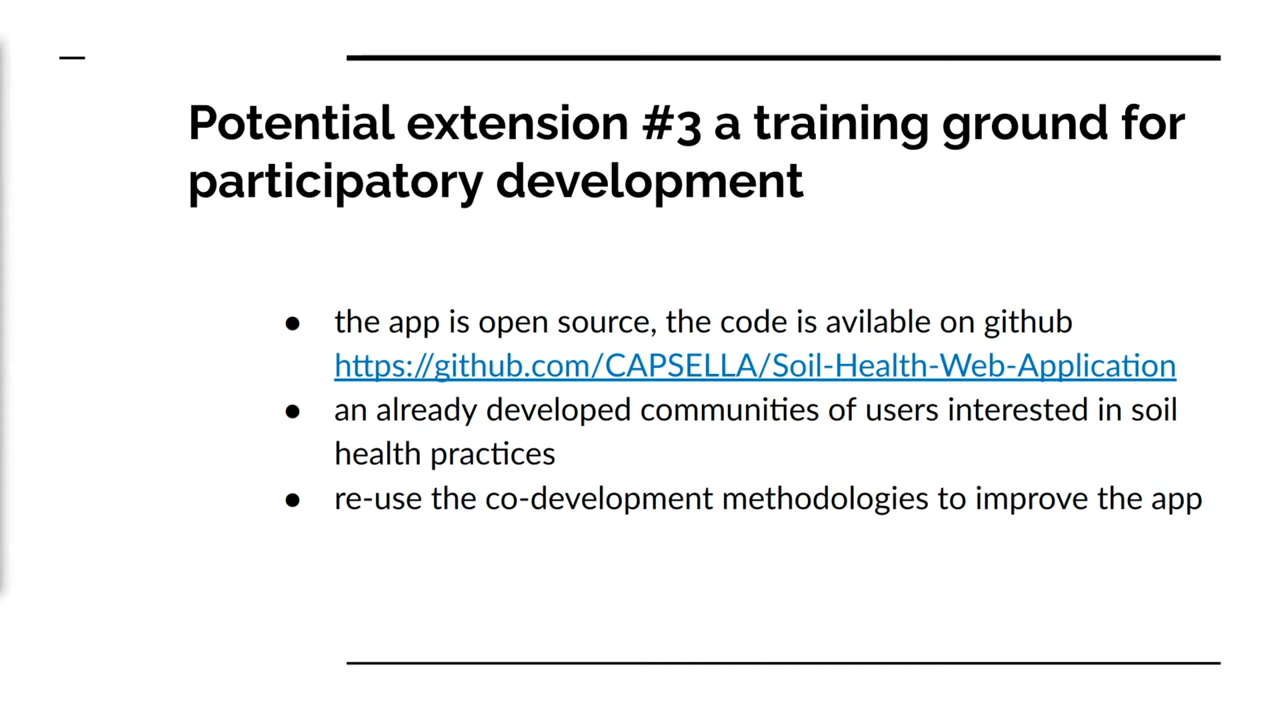 Potential extension #3 a training ground for
participatory development
● the app is open source, the code is avilable on github
https://github.com/CAPSELLA/Soil-Health-Web-Application
● an already developed communities of users interested in soil
health practices
● re-use the co-development methodologies to improve the app